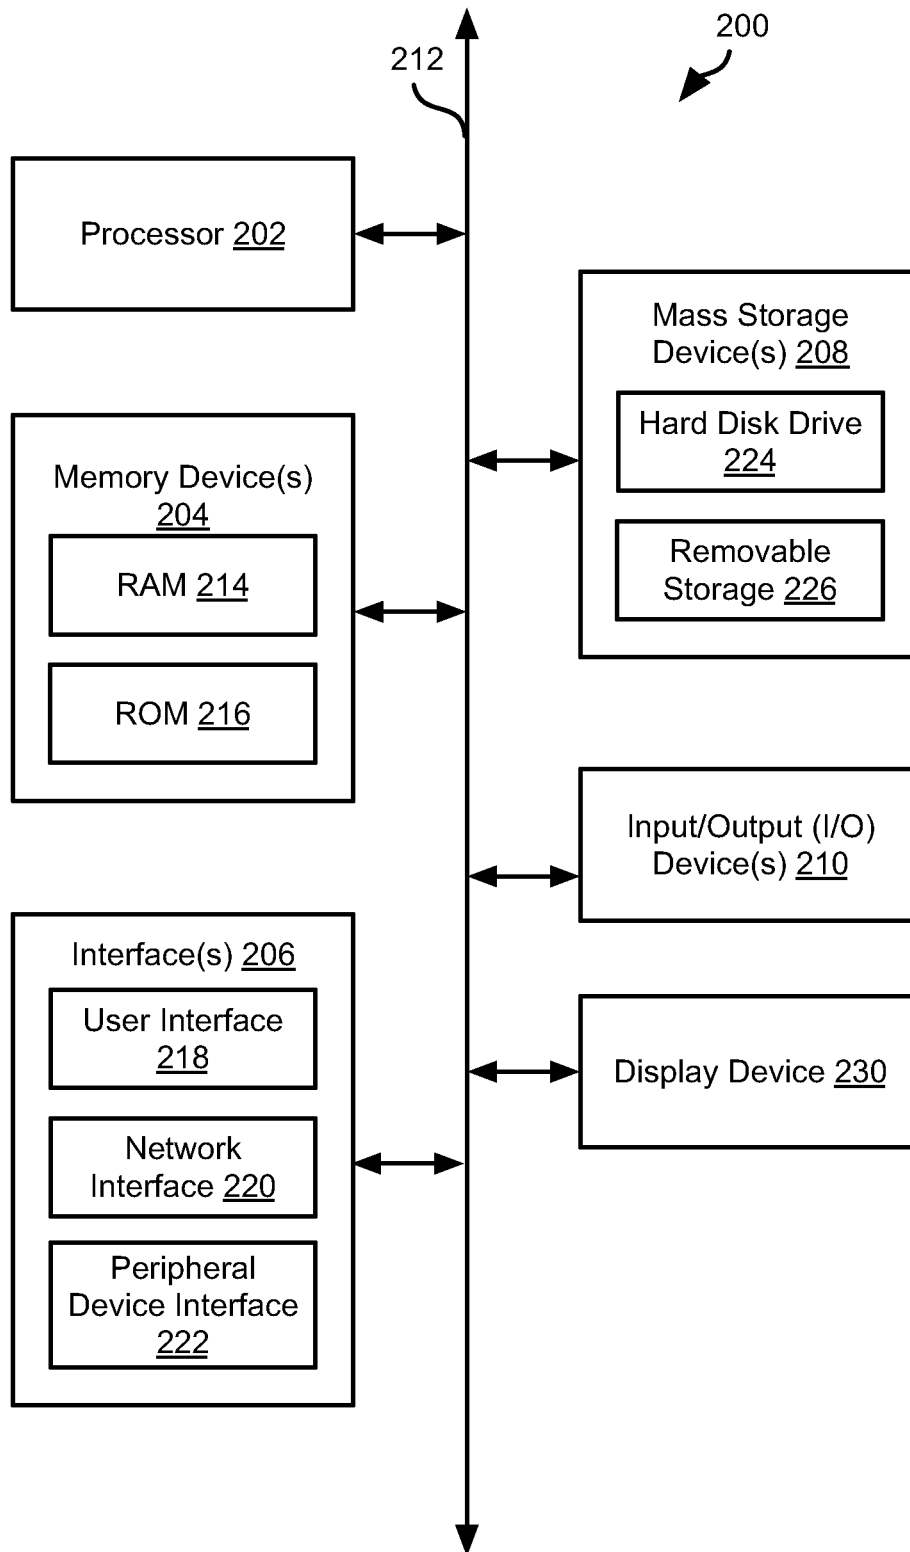 200
212
Processor 202
Mass Storage
Device(s) 208
Hard Disk Drive
224
Removable
Storage 226
Memory Device(s)
204
RAM 214
ROM 216
Input/Output (I/O)
Device(s) 210
Interface(s) 206
User Interface
218
Network
Interface 220
Peripheral
Device Interface
222
Display Device 230